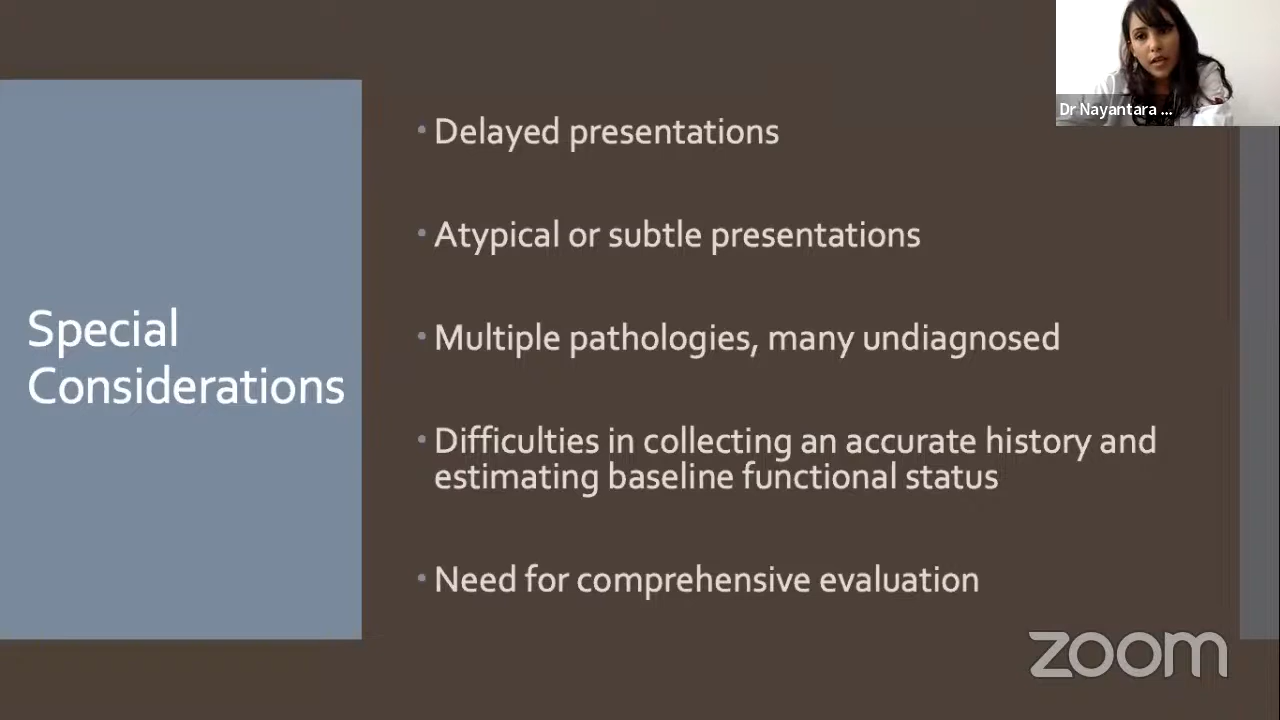 Dr Nayantara ...
Special
Considerations
• Delayed presentations
• Atypical or subtle presentations
• Multiple pathologies, many undiagnosed
• Difficulties in collecting an accurate history and
estimating baseline functional status
• Need for comprehensive evaluation
zoom